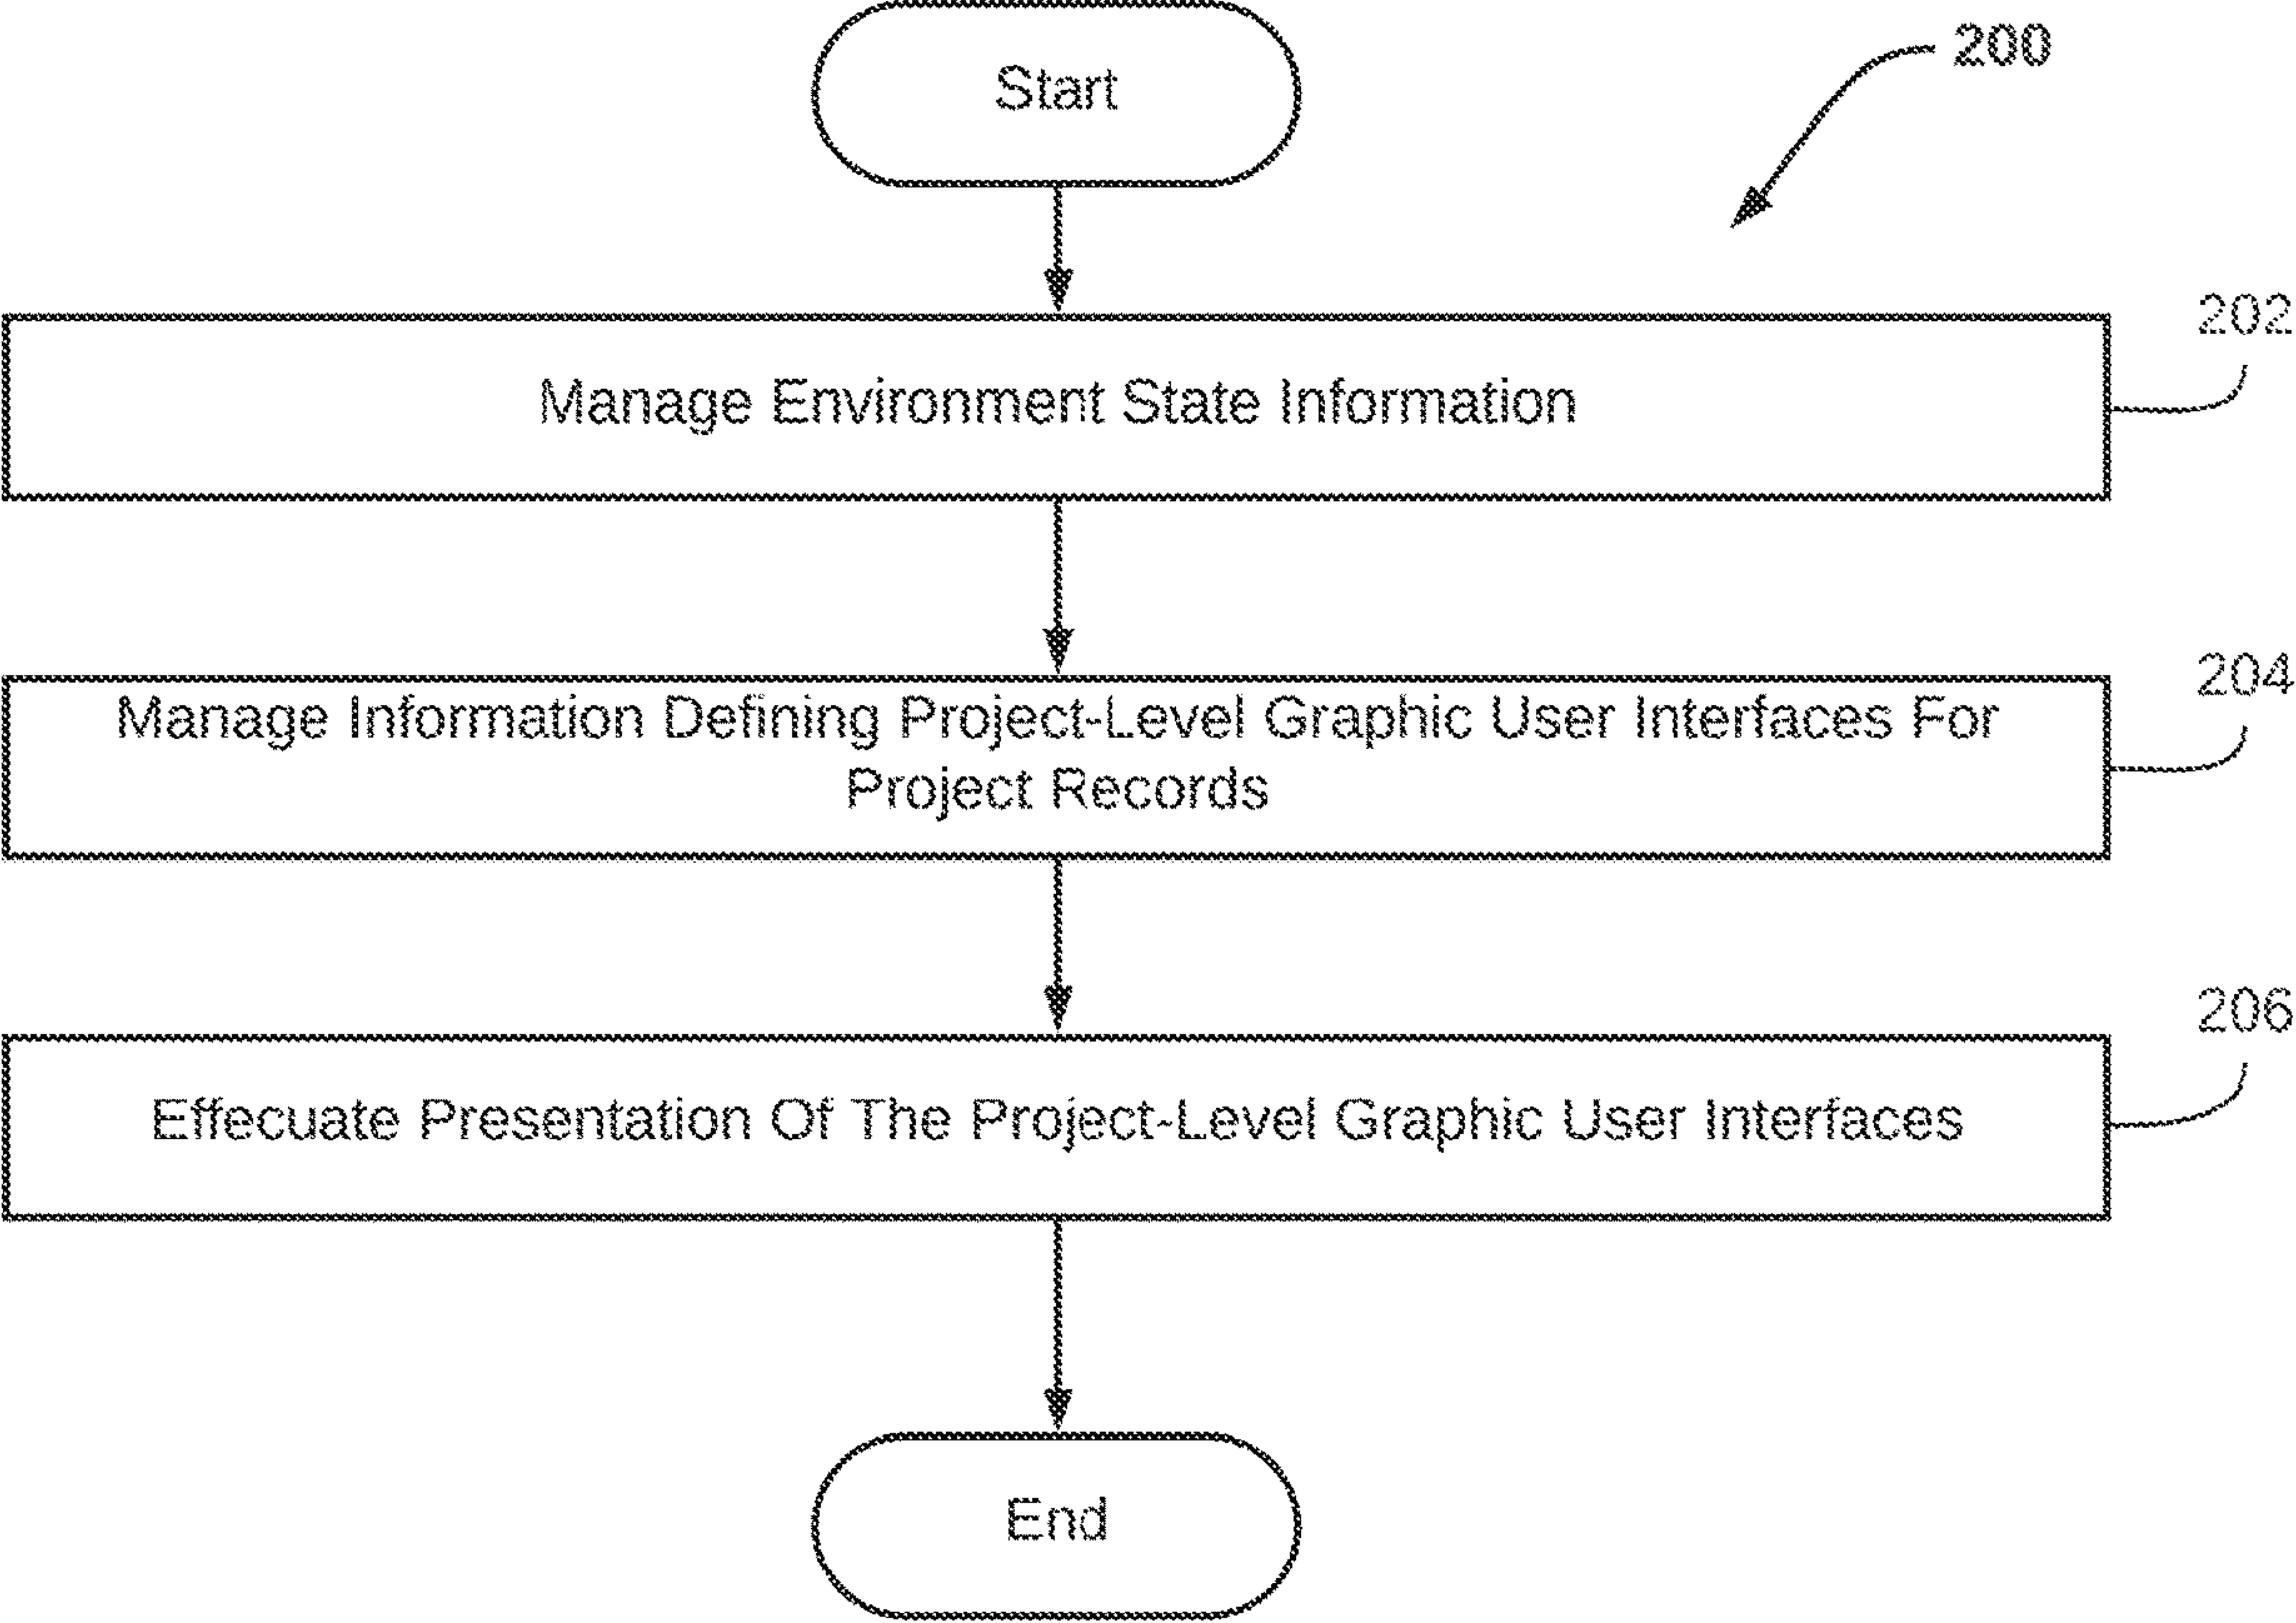 Start
200
202
Manage Environment State Information
204
Manage Information Defining Project-Level Graphic User Interfaces For
Project Records
206
Effecuate Presentation Of The Project-Level Graphic User Interfaces
End